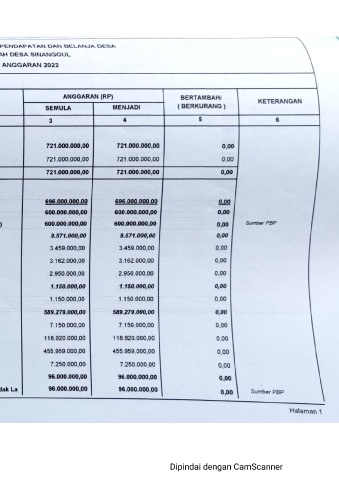 PENDAPATAN DAN BELANJA DESA
AH DESA SINANGGUL
ANGGARAN 2022
ANGGARAN (RP) BERTAMBAH/ KETERANGAN
SEMULA MENJADI ( BERKURANG )
3 4 5 6
721.000.000,00 721.000.000,00 0,00
721.000.000,00 721.000.000,00 0,00
721.000.000,00 721.000.000,00 0,00
696.000.000,00 696.000.000,00 0,00
600.000.000,00 600.000.000,00 0,00
) 600.000.000,00 600.000.000,00 0,00 Sumber PBP
9.571.000,00 9.571.000,00 0,00
3.459.000,00 3.459.000,00 0,00
3.162.000,00 3.162.000,00 0,00
2.950.000,00 2.950.000,00 0,00
1.150.000,00 1.150.000,00 0,00
1.150.000,00 1.150.000,00 0,00
589.279.000,00 589.279.000,00 0,00
7.150.000,00 7.150.000,00 0,00
118.920.000,00 118.920.000,00 0,00
455.959.000,00 455.959.000,00 0,00
7.250.000,00 7.250.000,00 0,00
96.000.000,00 96.000.000,00 0,00
dak La 96.000.000,00 96.000.000,00 0,00 Sumber PBP
Halaman 1
Dipindai dengan CamScanner